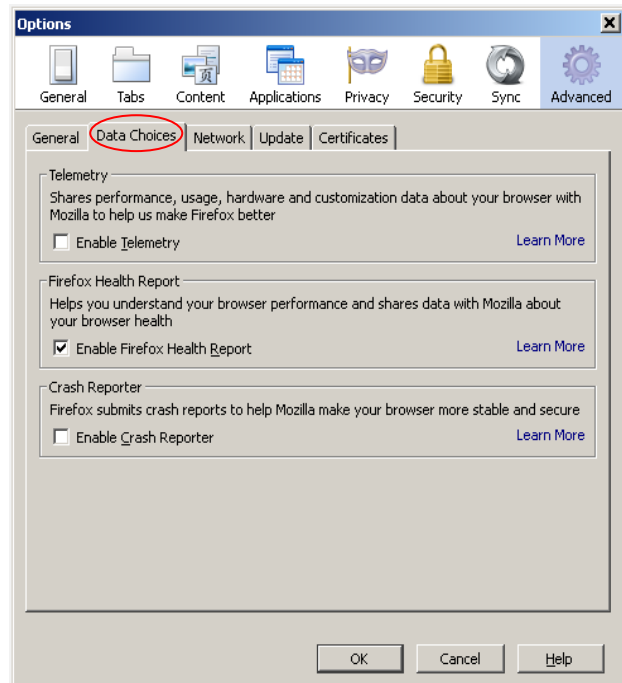 Options
General Tabs Content Applications Privacy Security Sync Advanced
General Data Choices Network Update Certificates
Telemetry
Shares performance, usage, hardware and customization data about your browser with
Mozilla to help us make Firefox better
Enable Telemetry Learn More
Firefox Health Report
Helps you understand your browser performance and shares data with Mozilla about
your browser health
Enable Firefox Health Report Learn More
Crash Reporter
Firefox submits crash reports to help Mozilla make your browser more stable and secure
Enable Crash Reporter Learn More
OK Cancel Help